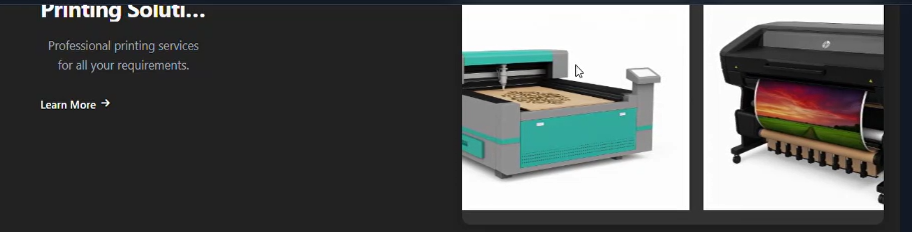 Printing Soluti...
Professional printing services
for all your requirements.
Learn More →